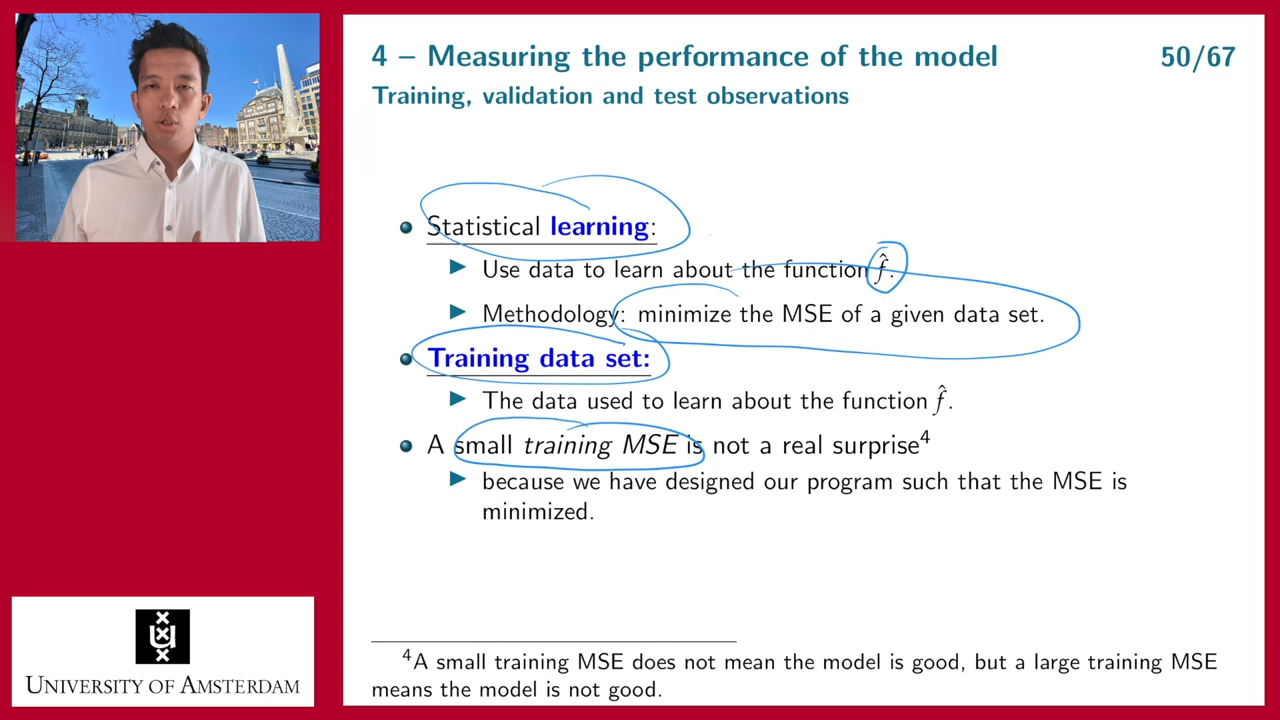 4 – Measuring the performance of the model 50/67
Training, validation and test observations
Statistical learning:
Use data to learn about the function f̂.
Methodology: minimize the MSE of a given data set.
Training data set:
The data used to learn about the function f̂.
A small training MSE is not a real surprise⁴
because we have designed our program such that the MSE is
minimized.
⁴A small training MSE does not mean the model is good, but a large training MSE
means the model is not good.
UNIVERSITY OF AMSTERDAM